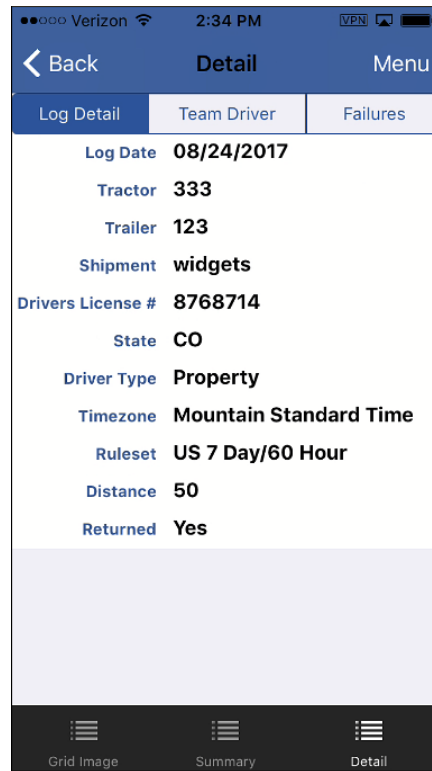 Verizon 2:34 PM VPN
Back Detail Menu
Log Detail Team Driver Failures
Log Date 08/24/2017
Tractor 333
Trailer 123
Shipment widgets
Drivers License # 8768714
State CO
Driver Type Property
Timezone Mountain Standard Time
Ruleset US 7 Day/60 Hour
Distance 50
Returned Yes
Grid Image Summary Detail